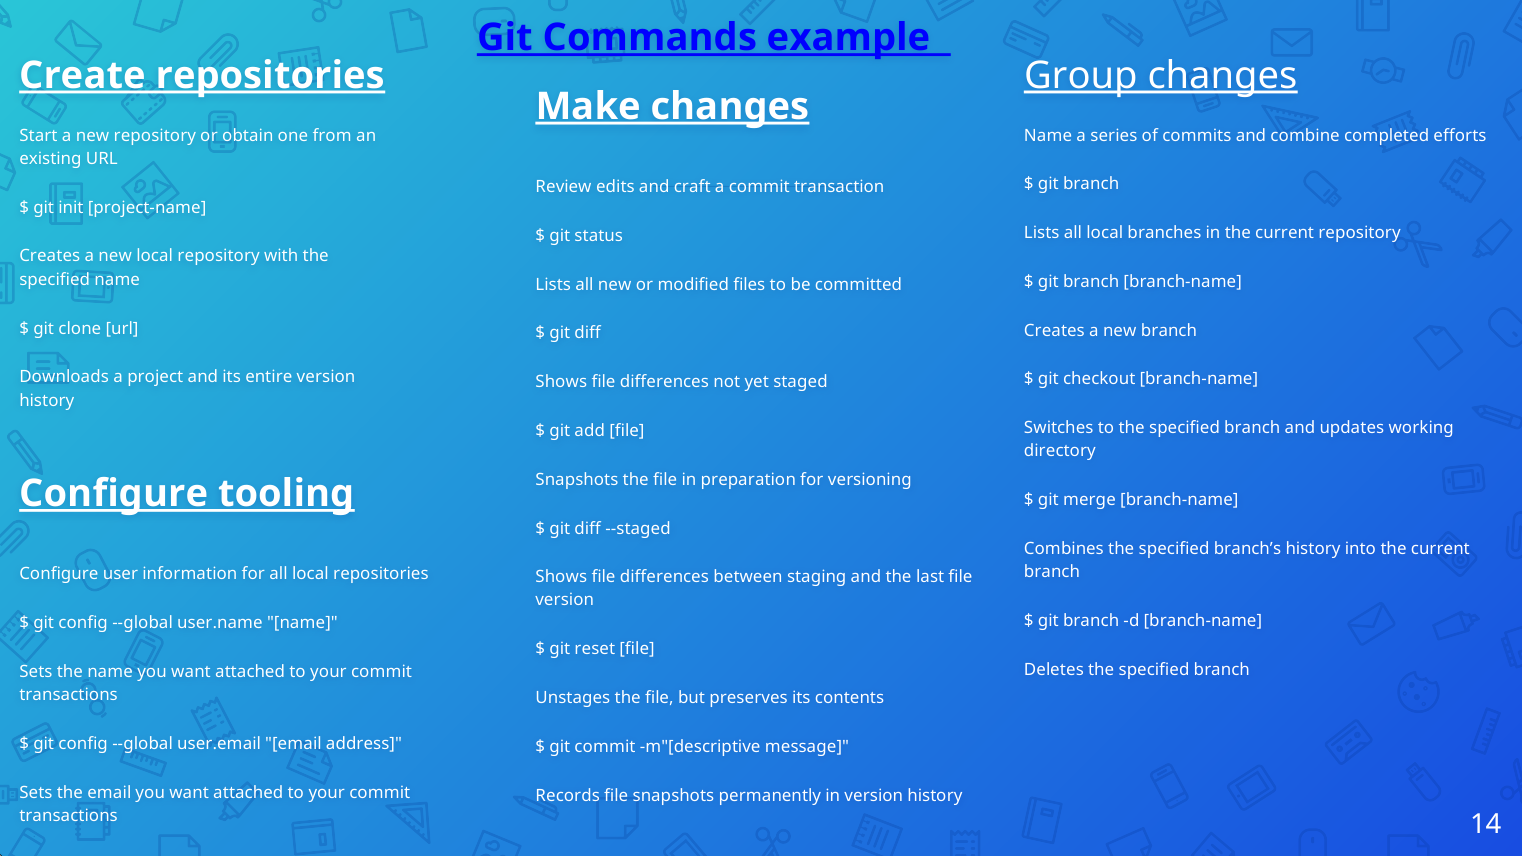 Git Commands example
Create repositories
Start a new repository or obtain one from an
existing URL
$ git init [project-name]
Creates a new local repository with the
specified name
$ git clone [url]
Downloads a project and its entire version
history
Configure tooling
Configure user information for all local repositories
$ git config --global user.name "[name]"
Sets the name you want attached to your commit
transactions
$ git config --global user.email "[email address]"
Sets the email you want attached to your commit
transactions
Make changes
Review edits and craft a commit transaction
$ git status
Lists all new or modified files to be committed
$ git diff
Shows file differences not yet staged
$ git add [file]
Snapshots the file in preparation for versioning
$ git diff --staged
Shows file differences between staging and the last file
version
$ git reset [file]
Unstages the file, but preserves its contents
$ git commit -m"[descriptive message]"
Records file snapshots permanently in version history
Group changes
Name a series of commits and combine completed efforts
$ git branch
Lists all local branches in the current repository
$ git branch [branch-name]
Creates a new branch
$ git checkout [branch-name]
Switches to the specified branch and updates working
directory
$ git merge [branch-name]
Combines the specified branch’s history into the current
branch
$ git branch -d [branch-name]
Deletes the specified branch
14